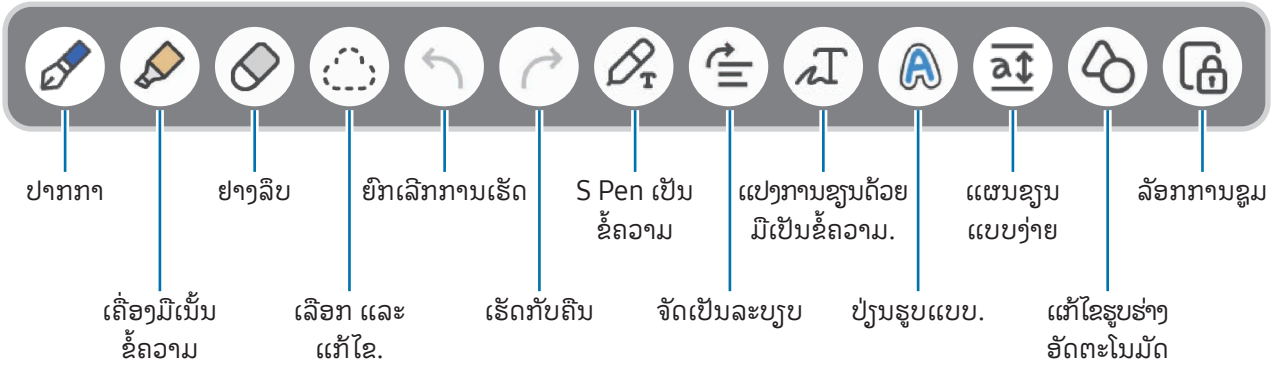 ປາກກາ
ຢາງລຶບ
ຍົກເລີກການເຮັດ
S Pen ເປັນ
ຂໍ້ຄວາມ
ແປງການຂຽນດ້ວຍ
ມືເປັນຂໍ້ຄວາມ.
ແຜນຂຽນ
ແບບງ່າຍ
ລັອກການຊູມ
ເຄື່ອງມືເນັ້ນ
ຂໍ້ຄວາມ
ເລືອກ ແລະ
ແກ້ໄຂ.
ເຮັດກັບຄືນ
ຈັດເປັນລະບຽບ
ປ່ຽນຮູບແບບ.
ແກ້ໄຂຮູບຮ່າງ
ອັດຕະໂນມັດ